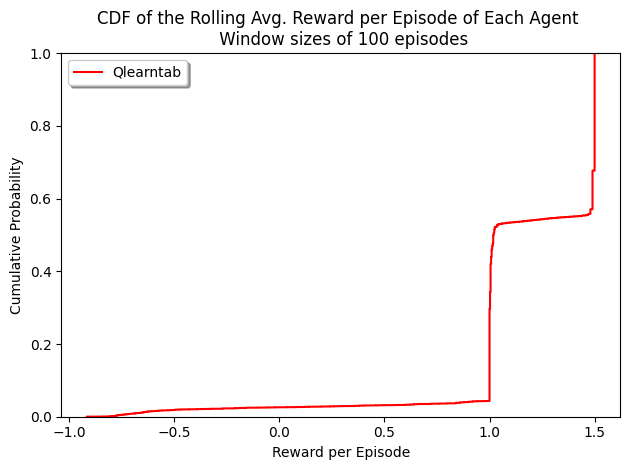 CDF of the Rolling Avg. Reward per Episode of Each Agent
Window sizes of 100 episodes
Qlearntab
Cumulative Probability
1.0
0.8
0.6
0.4
0.2
0.0
−1.0 −0.5 0.0 0.5 1.0 1.5
Reward per Episode